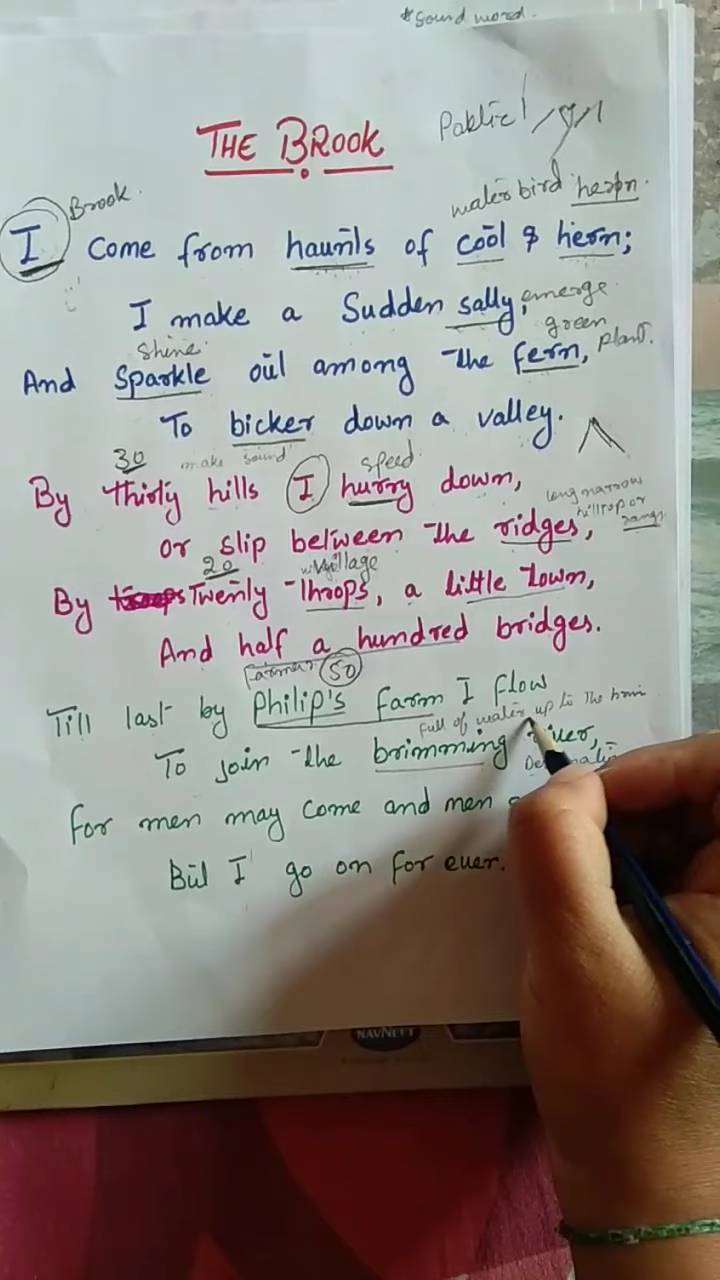 *sound word.
THE BROOK
Public
Brook.
water bird
I Come from haunts of cool & hern;
I make a Sudden sally, emerge
green
shine
And Sparkle out among the fern, plant.
To bicker down a valley.
30 make sound speed
By Thirty hills I hurry down,
long narrow hilltop or
or slip between the ridges, range
20 village
By Twenty Throps, a little Town,
And half a hundred bridges.
farmer 50
Till last by Philip's farm I flow
full of water up to the brim
To join the brimming river,
for men may come and men
But I go on for ever.
NAVNEET